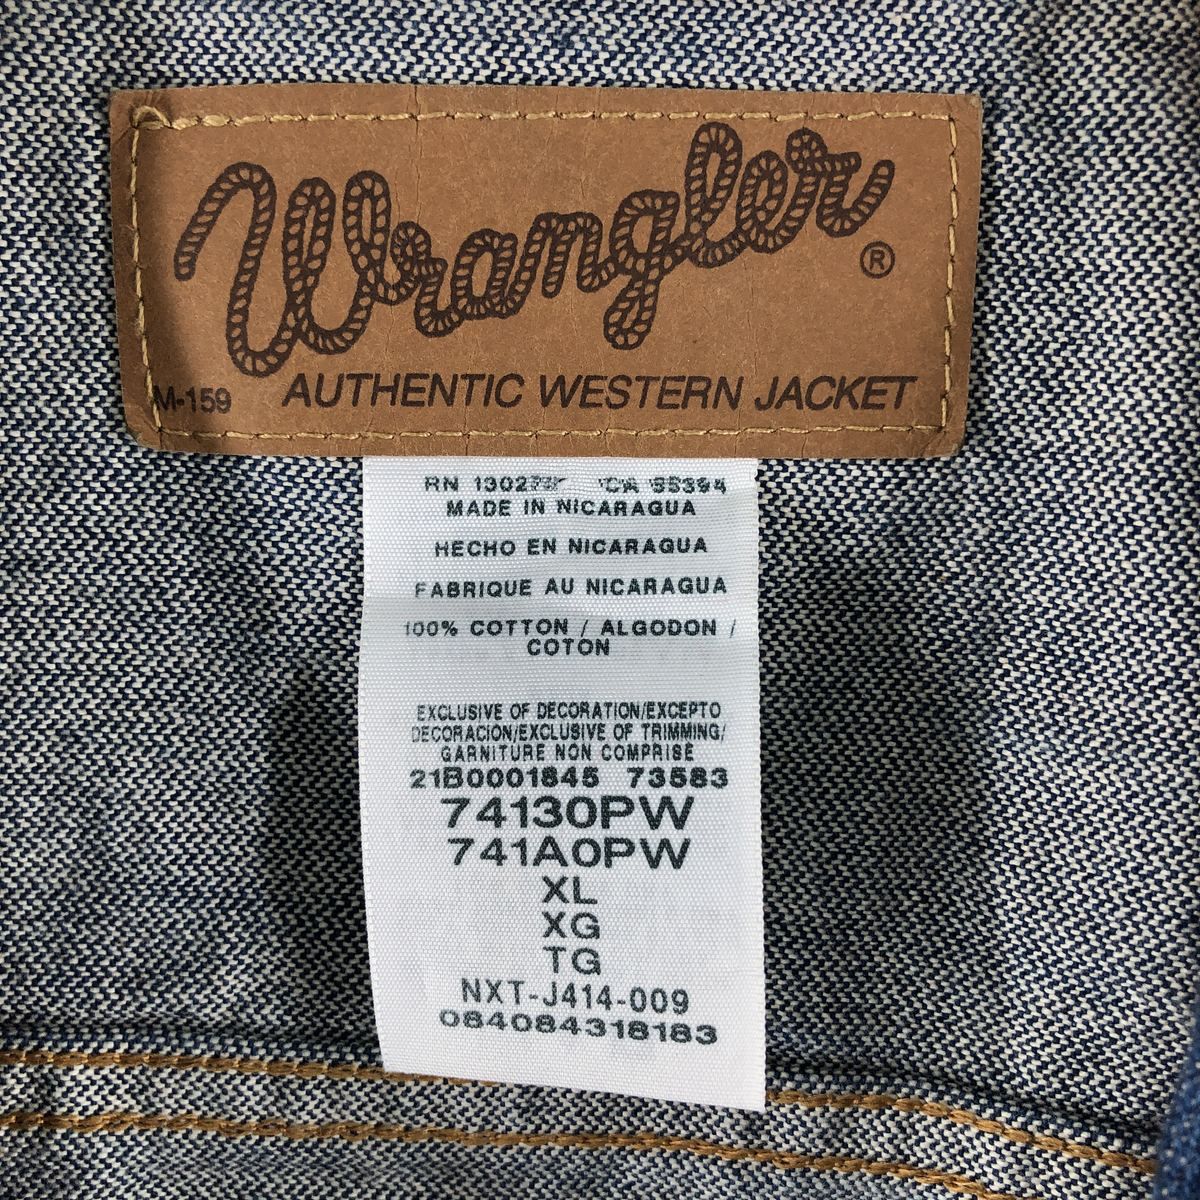 Wrangler
®
M-159 AUTHENTIC WESTERN JACKET
RN CA
MADE IN NICARAGUA
HECHO EN NICARAGUA
FABRIQUE AU NICARAGUA
100% COTTON / ALGODON /
COTON
EXCLUSIVE OF DECORATION/EXCEPTO
DECORACION/EXCLUSIVE OF TRIMMING/
GARNITURE NON COMPRISE
21B0001845 73583
74130PW
741A0PW
XL
XG
TG
NXT-J414-009
084084318183